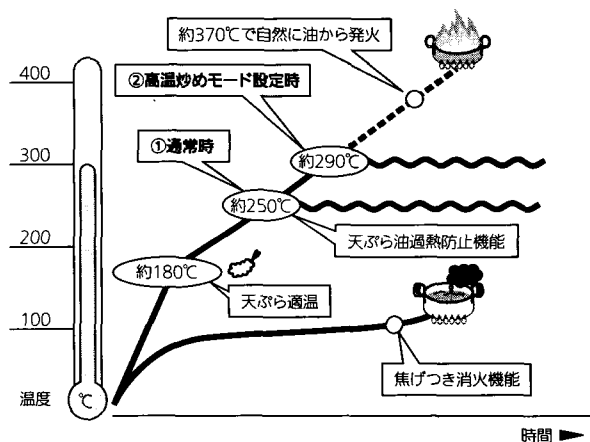 約370℃で自然に油から発火
400
②高温炒めモード設定時
300
約290℃
①通常時
約250℃
200
天ぷら油過熱防止機能
約180℃
天ぷら適温
100
焦げつき消火機能
温度
℃
時間